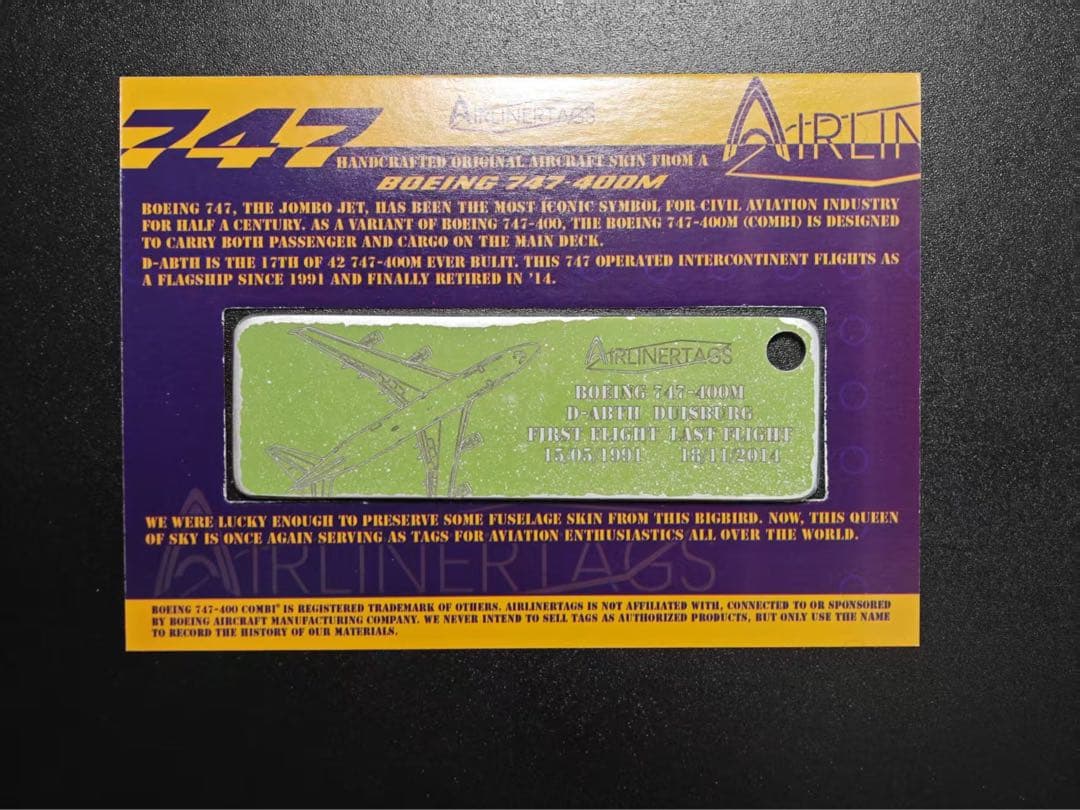 747
AIRLINERTAGS
AIRLIN
HANDCRAFTED ORIGINAL AIRCRAFT SKIN FROM A
BOEING 747-400M
BOEING 747, THE JOMBO JET, HAS BEEN THE MOST ICONIC SYMBOL FOR CIVIL AVIATION INDUSTRY
FOR HALF A CENTURY. AS A VARIANT OF BOEING 747-400, THE BOEING 747-400M (COMBI) IS DESIGNED
TO CARRY BOTH PASSENGER AND CARGO ON THE MAIN DECK.
D-ABTH IS THE 17TH OF 42 747-400M EVER BULIT. THIS 747 OPERATED INTERCONTINENT FLIGHTS AS
A FLAGSHIP SINCE 1991 AND FINALLY RETIRED IN '14.
AIRLINERTAGS
BOEING 747-400M
D-ABTH DUISBURG
FIRST FLIGHT LAST FLIGHT
15/05/1991 18/11/2014
WE WERE LUCKY ENOUGH TO PRESERVE SOME FUSELAGE SKIN FROM THIS BIGBIRD. NOW, THIS QUEEN
OF SKY IS ONCE AGAIN SERVING AS TAGS FOR AVIATION ENTHUSIASTICS ALL OVER THE WORLD.
AIRLINERTAGS
BOEING 747-400 COMBI® IS REGISTERED TRADEMARK OF OTHERS. AIRLINERTAGS IS NOT AFFILIATED WITH, CONNECTED TO OR SPONSORED
BY BOEING AIRCRAFT MANUFACTURING COMPANY. WE NEVER INTEND TO SELL TAGS AS AUTHORIZED PRODUCTS, BUT ONLY USE THE NAME
TO RECORD THE HISTORY OF OUR MATERIALS.